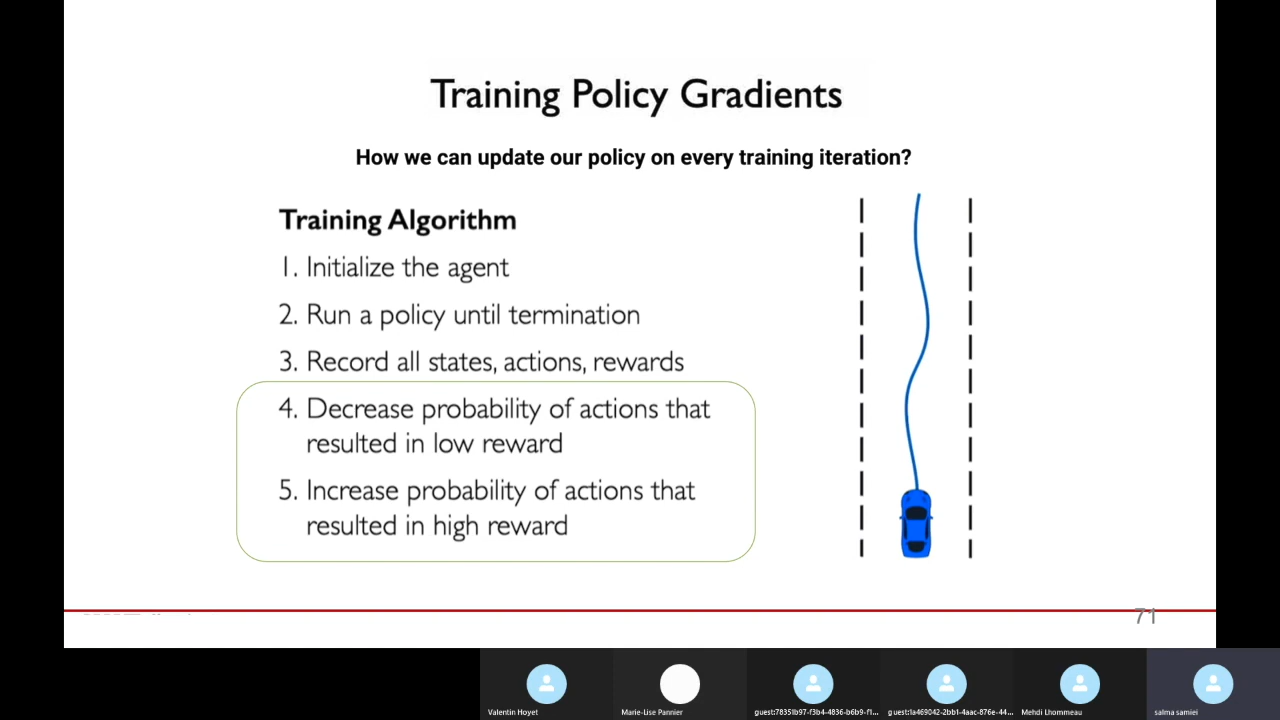 Training Policy Gradients
How we can update our policy on every training iteration?
Training Algorithm
1. Initialize the agent
2. Run a policy until termination
3. Record all states, actions, rewards
4. Decrease probability of actions that
resulted in low reward
5. Increase probability of actions that
resulted in high reward
71
Valentin Hoyet
Marie-Lise Pannier
guest:78351b97-f3b4-4836-b6b9-f1...
guest:1a469042-2bb1-4aac-876e-44...
Mehdi Lhommeau
salma samiei